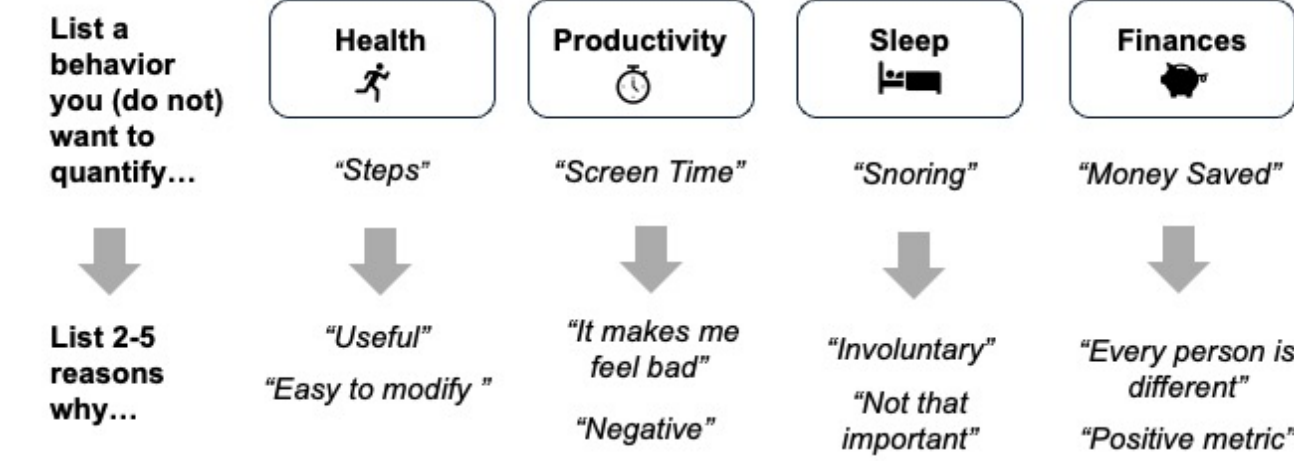 List a
behavior
you (do not)
want to
quantify…
Health
Productivity
Sleep
Finances
“Steps”
“Screen Time”
“Snoring”
“Money Saved”
List 2-5
reasons
why…
“Useful”
“Easy to modify ”
“It makes me
feel bad”
“Negative”
“Involuntary”
“Not that
important”
“Every person is
different”
“Positive metric”